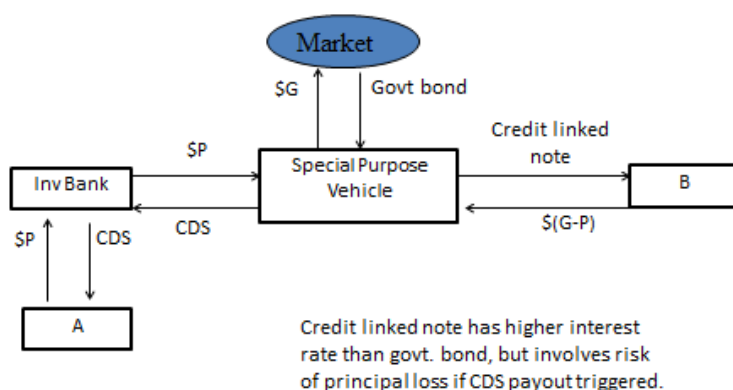 Market
$G
Govt bond
$P
Special Purpose
Vehicle
Credit linked
note
Inv Bank
B
CDS
$(G-P)
$P
CDS
A
Credit linked note has higher interest
rate than govt. bond, but involves risk
of principal loss if CDS payout triggered.